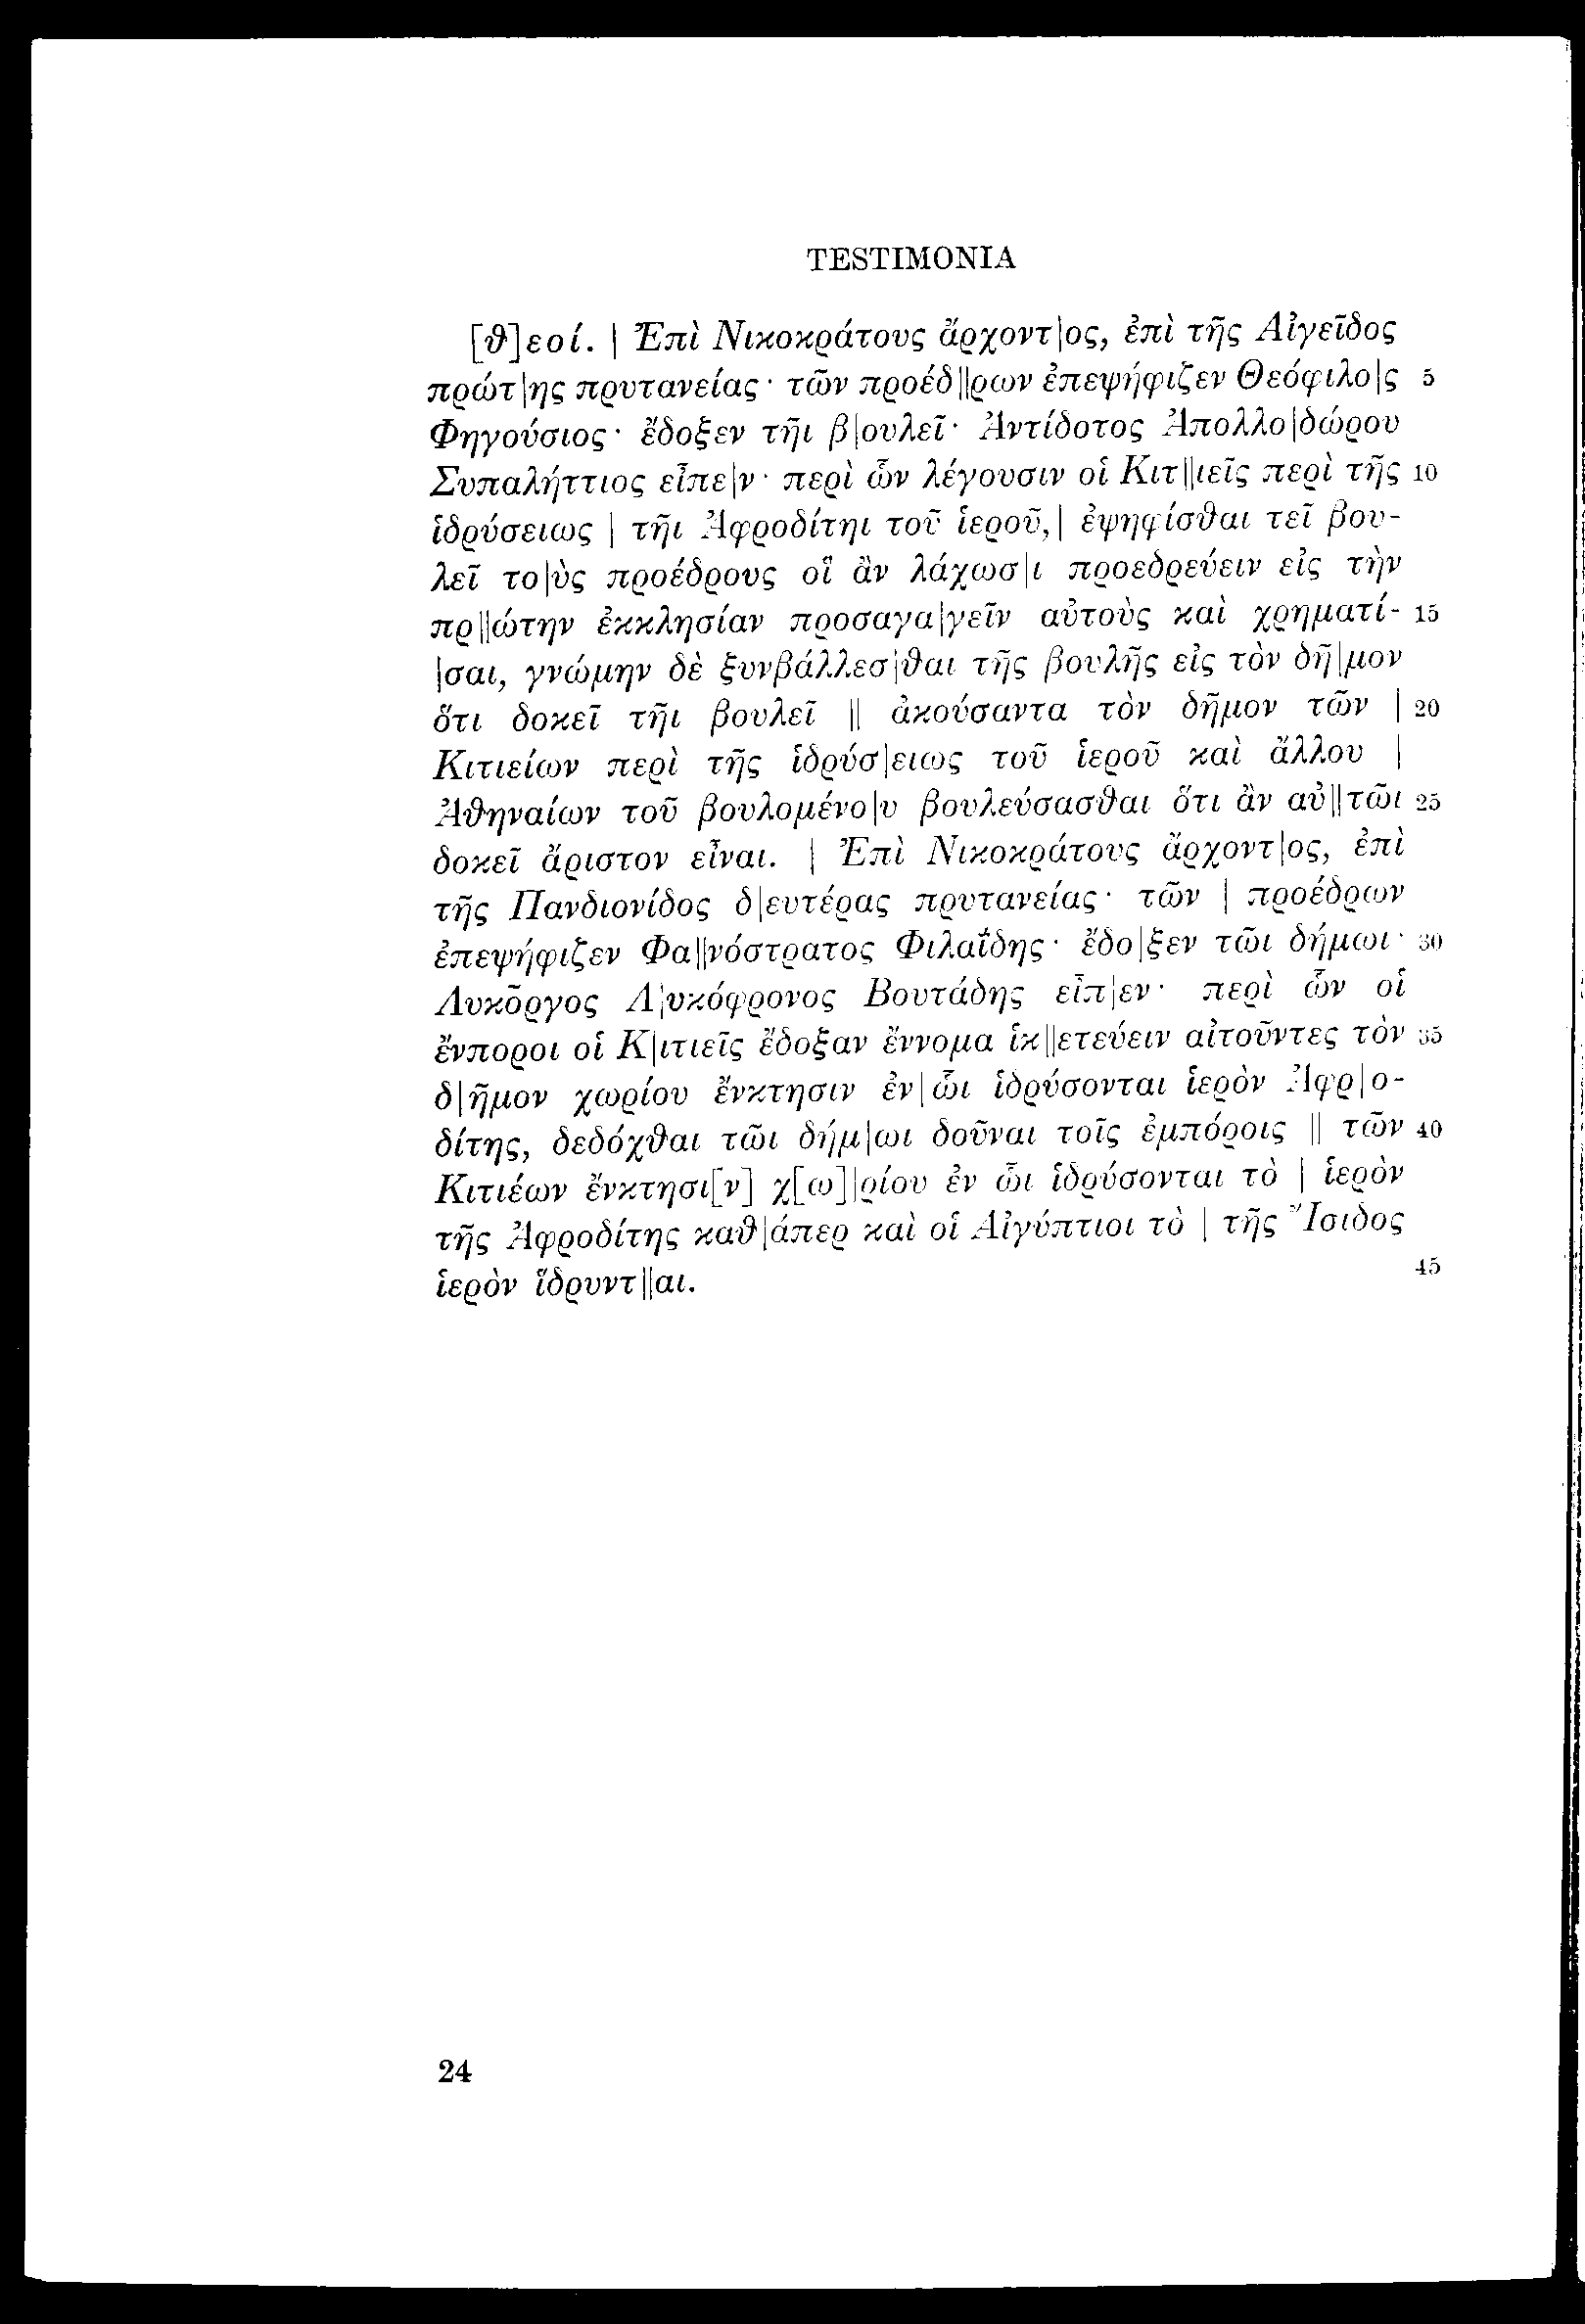 TESTIMONIA
[θ]εοί. | Ἐπὶ Νικοκράτους ἄρχοντ|ος, ἐπὶ τῆς Αἰγεῖδος
πρώτ|ης πρυτανείας· τῶν προέδ||ρων ἐπεψήφιζεν Θεόφιλο|ς 5
Φηγούσιος· ἔδοξεν τῆι β|ουλεῖ· Ἀντίδοτος Ἀπολλο|δώρου
Συπαλήττιος εἶπε|ν· περὶ ὧν λέγουσιν οἱ Κιτ||ιεῖς περὶ τῆς 10
ἱδρύσειως | τῆι Ἀφροδίτηι τοῦ ἱεροῦ,| ἐψηφίσθαι τεῖ βου-
λεῖ το|ὺς προέδρους οἳ ἂν λάχωσ|ι προεδρεύειν εἰς τὴν
πρ||ώτην ἐκκλησίαν προσαγα|γεῖν αὐτοὺς καὶ χρηματί- 15
|σαι, γνώμην δὲ ξυνβάλλεσ|θαι τῆς βουλῆς εἰς τὸν δῆ|μον
ὅτι δοκεῖ τῆι βουλεῖ || ἀκούσαντα τὸν δῆμον τῶν | 20
Κιτιείων περὶ τῆς ἱδρύσ|ειως τοῦ ἱεροῦ καὶ ἄλλου |
Ἀθηναίων τοῦ βουλομένο|υ βουλεύσασθαι ὅτι ἂν αὐ||τῶι 25
δοκεῖ ἄριστον εἶναι. | Ἐπὶ Νικοκράτους ἄρχοντ|ος, ἐπὶ
τῆς Πανδιονίδος δ|ευτέρας πρυτανείας· τῶν | προέδρων
ἐπεψήφιζεν Φα||νόστρατος Φιλαΐδης· ἔδο|ξεν τῶι δήμωι· 30
Λυκο͂ργος Λ|υκόφρονος Βουτάδης εἶπ|εν· περὶ ὧν οἱ
ἔνποροι οἱ Κ|ιτιεῖς ἔδοξαν ἔννομα ἱκ||ετεύειν αἰτοῦντες τὸν 35
δ|ῆμον χωρίου ἔνκτησιν ἐν|ὧι ἱδρύσονται ἱερὸν Ἀφρ|ο-
δίτης, δεδόχθαι τῶι δήμ|ωι δοῦναι τοῖς ἐμπόροις || τῶν 40
Κιτιέων ἔνκτησι[ν] χ[ω]|ρίου ἐν ὧι ἱδρύσονται τὸ | ἱερὸν
τῆς Ἀφροδίτης καθ|άπερ καὶ οἱ Αἰγύπτιοι τὸ | τῆς Ἴσιδος
ἱερὸν ἵδρυντ||αι. 45
24